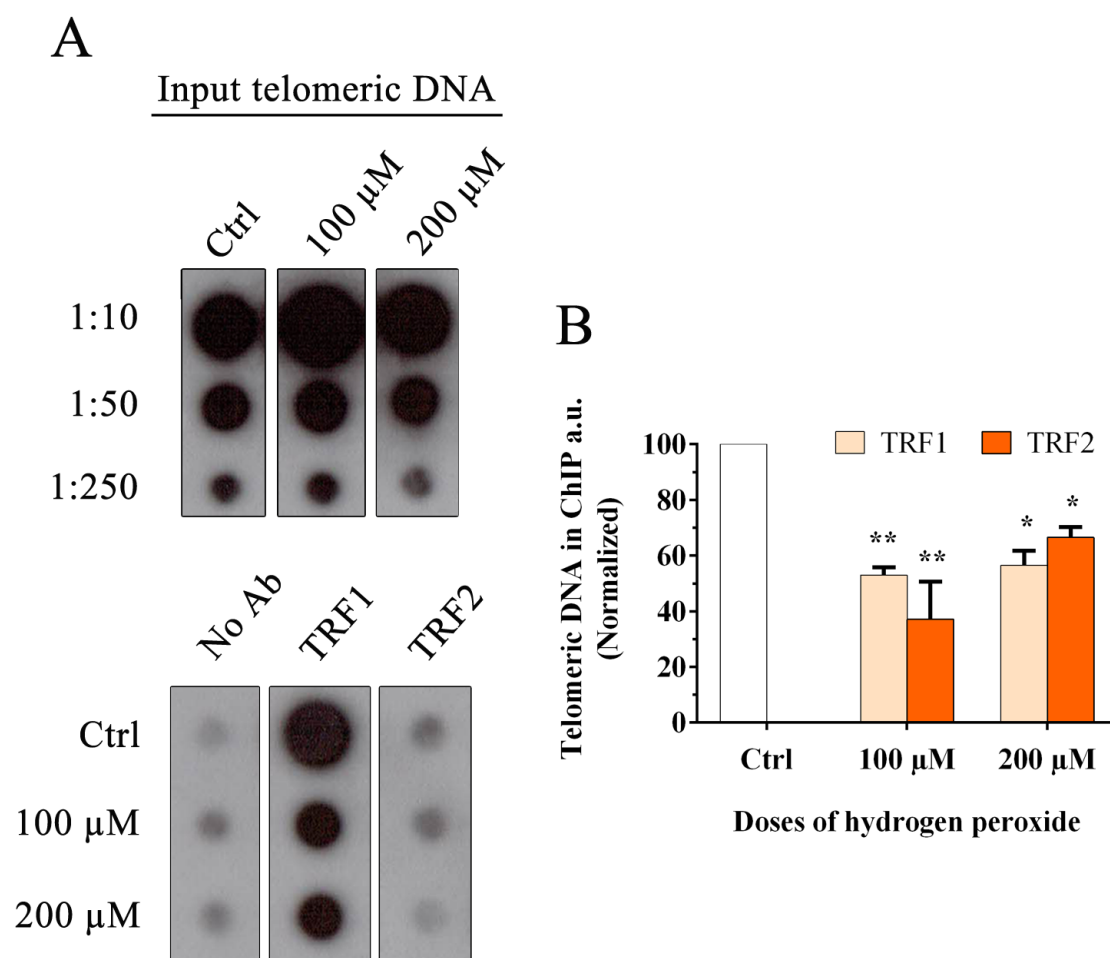 A
Input telomeric DNA
Ctrl
100 μM
200 μM
1:10
1:50
1:250
No Ab
TRF1
TRF2
Ctrl
100 μM
200 μM
B
Telomeric DNA in ChIP a.u.
(Normalized)
100
80
60
40
20
0
TRF1
TRF2
**
**
*
*
Ctrl
100 μM
200 μM
Doses of hydrogen peroxide